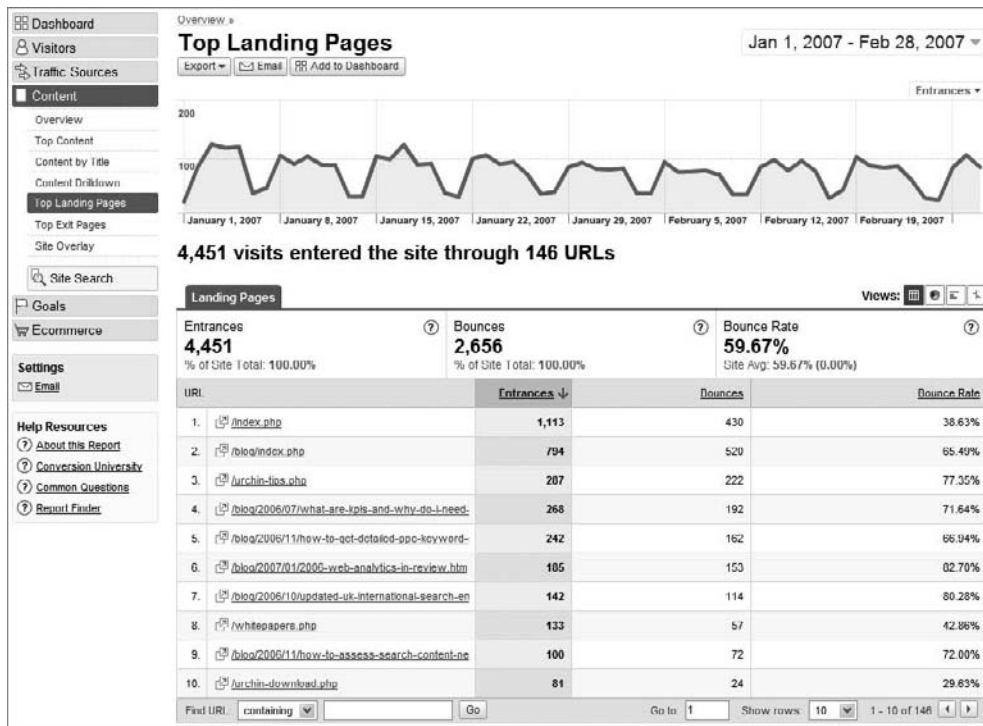 Dashboard
Visitors
Traffic Sources
Content
Overview
Top Content
Content by Title
Content Drilldown
Top Landing Pages
Top Exit Pages
Site Overlay
Site Search
Goals
Ecommerce
Settings
Email
Help Resources
About this Report
Conversion University
Common Questions
Report Finder
Overview »
Top Landing Pages
Jan 1, 2007 - Feb 28, 2007
Export Email Add to Dashboard
Entrances
200
100
January 1, 2007 January 8, 2007 January 15, 2007 January 22, 2007 January 29, 2007 February 5, 2007 February 12, 2007 February 19, 2007
4,451 visits entered the site through 146 URLs
Landing Pages
Views:
Entrances Bounces Bounce Rate
4,451 2,656 59.67%
% of Site Total: 100.00% % of Site Total: 100.00% Site Avg: 59.67% (0.00%)
URL Entrances Bounces Bounce Rate
1. /index.php 1,113 430 38.63%
2. /blog/index.php 794 520 65.49%
3. /urchin-tips.php 287 222 77.35%
4. /blog/2006/07/what-are-kpis-and-why-do-i-need- 268 192 71.64%
5. /blog/2006/11/how-to-get-detailed-ppc-keyword- 242 162 66.94%
6. /blog/2007/01/2006-web-analytics-in-review.htm 185 153 82.70%
7. /blog/2006/10/updated-uk-international-search-en 142 114 80.28%
8. /whitepapers.php 133 57 42.86%
9. /blog/2006/11/how-to-assess-search-content-ne 100 72 72.00%
10. /urchin-download.php 81 24 29.63%
Find URL: containing Go Go to: 1 Show rows: 10 1 - 10 of 146